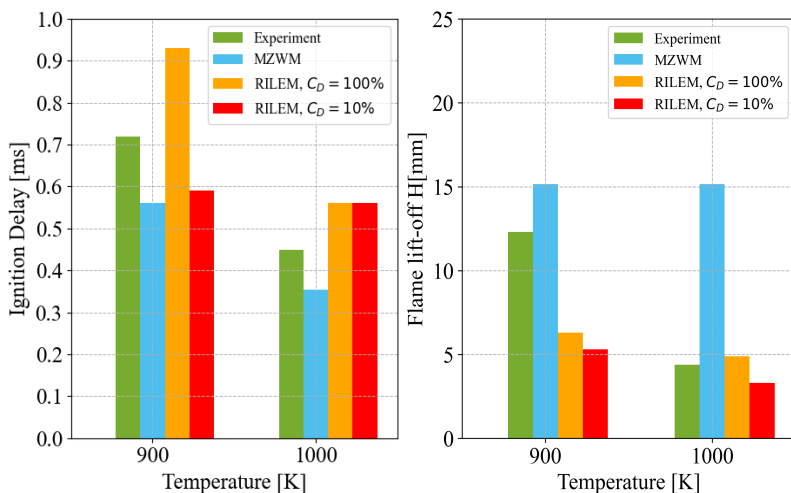 Ignition Delay [ms]
1.0
0.9
0.8
0.7
0.6
0.5
0.4
0.3
0.2
0.1
0.0
900
1000
Temperature [K]
Experiment
MZWM
RILEM, C_D = 100%
RILEM, C_D = 10%
Flame lift-off H[mm]
25
20
15
10
5
0
900
1000
Temperature [K]
Experiment
MZWM
RILEM, C_D = 100%
RILEM, C_D = 10%